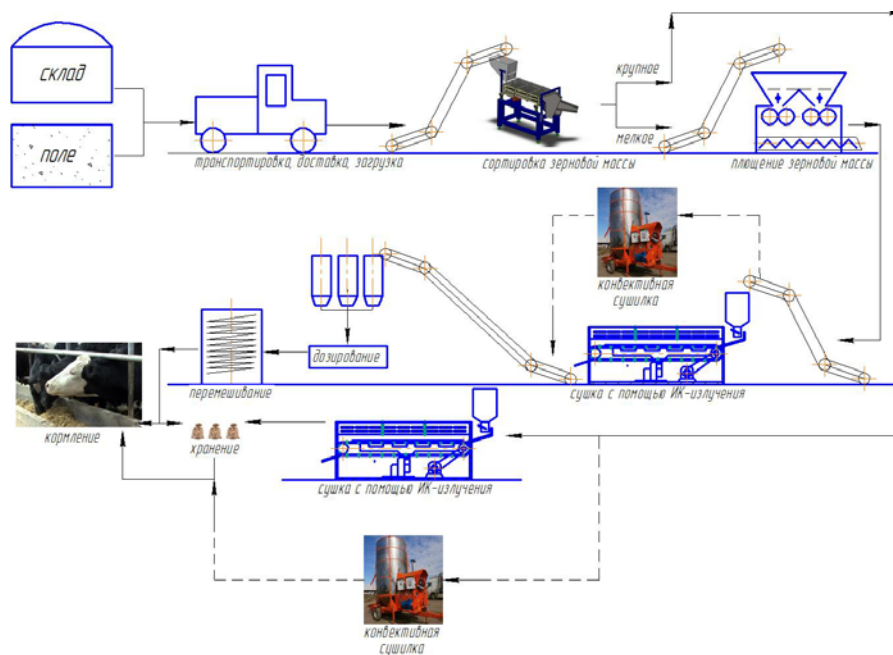 склад
поле
транспортировка, доставка, загрузка
сортировка зерновой массы
крупное
мелкое
плющение зерновой массы
конвективная
сушилка
дозирование
перемешивание
сушка с помощью ИК-излучения
кормление
хранение
сушка с помощью ИК-излучения
конвективная
сушилка